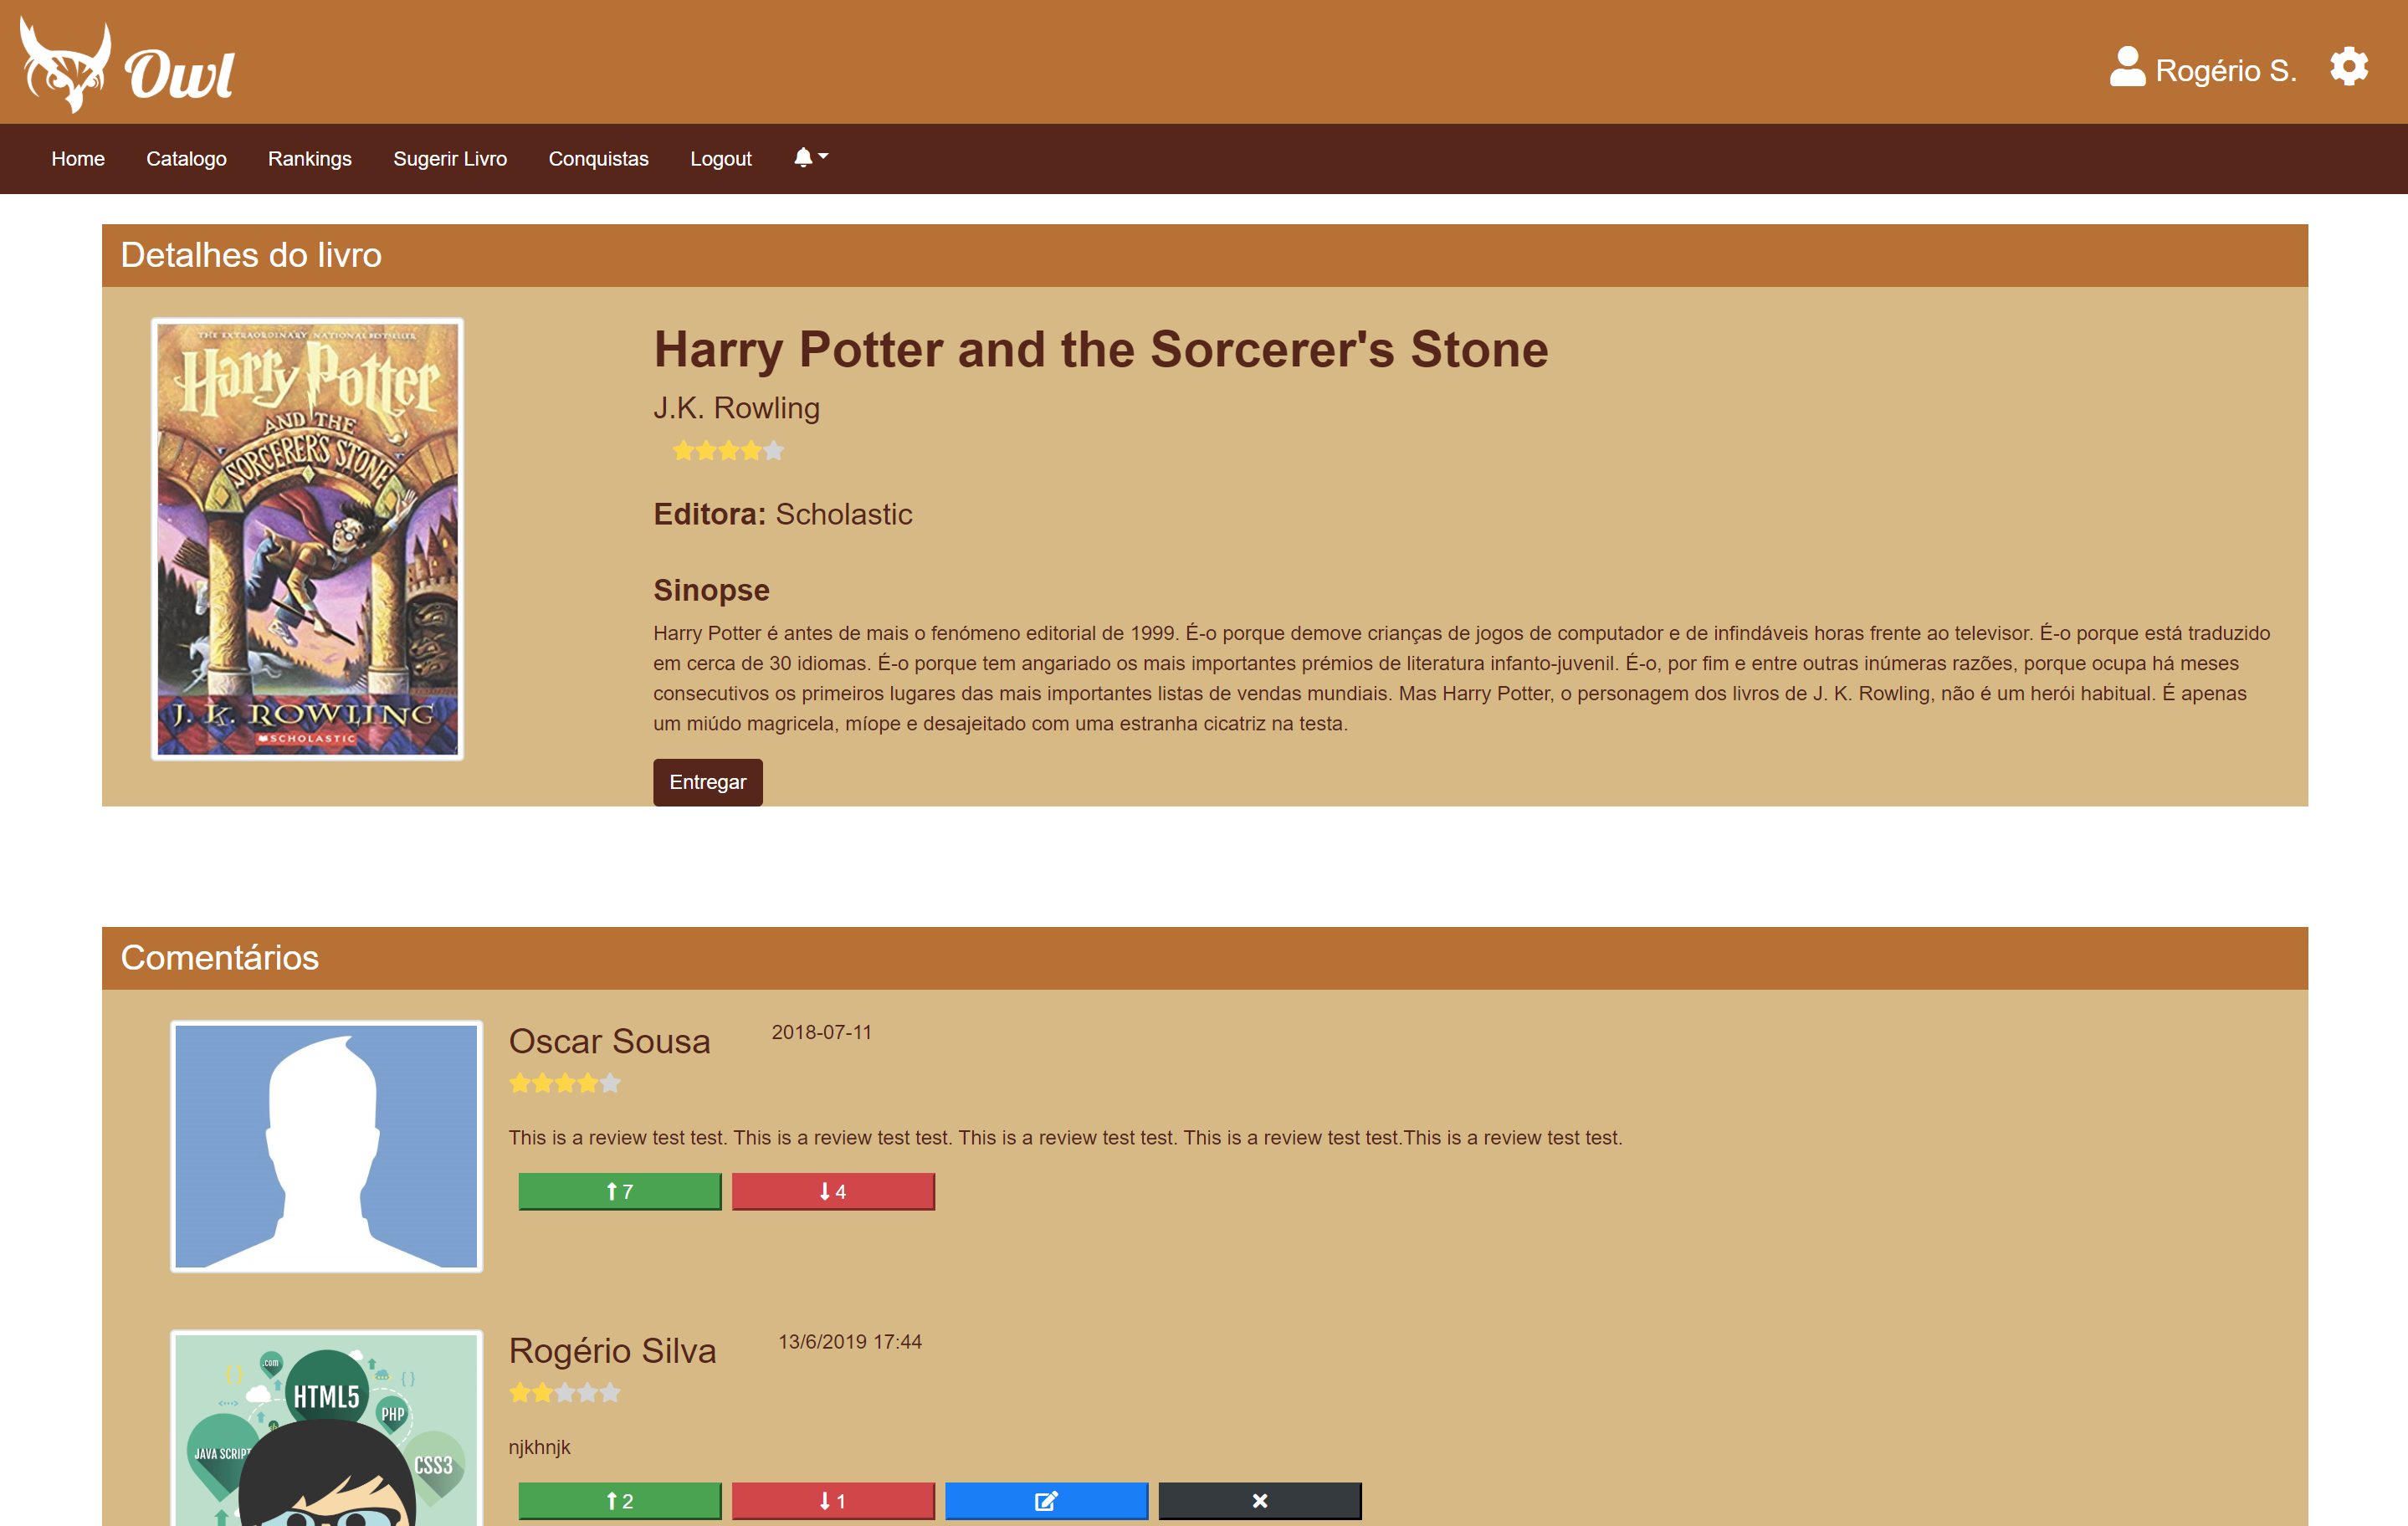 Owl
Rogério S.
Home Catalogo Rankings Sugerir Livro Conquistas Logout
Detalhes do livro
THE EXTRAORDINARY NATIONAL BESTSELLER
Harry Potter
AND THE
SORCERER'S STONE
J. K. ROWLING
SCHOLASTIC
Harry Potter and the Sorcerer's Stone
J.K. Rowling
Editora: Scholastic
Sinopse
Harry Potter é antes de mais o fenómeno editorial de 1999. É-o porque demove crianças de jogos de computador e de infindáveis horas frente ao televisor. É-o porque está traduzido
em cerca de 30 idiomas. É-o porque tem angariado os mais importantes prémios de literatura infanto-juvenil. É-o, por fim e entre outras inúmeras razões, porque ocupa há meses
consecutivos os primeiros lugares das mais importantes listas de vendas mundiais. Mas Harry Potter, o personagem dos livros de J. K. Rowling, não é um herói habitual. É apenas
um miúdo magricela, míope e desajeitado com uma estranha cicatriz na testa.
Entregar
Comentários
Oscar Sousa 2018-07-11
This is a review test test. This is a review test test. This is a review test test. This is a review test test.This is a review test test.
7 4
Rogério Silva 13/6/2019 17:44
.com
{ }
{ }
HTML5
PHP
JAVA SCRIPT
CSS3
njkhnjk
2 1